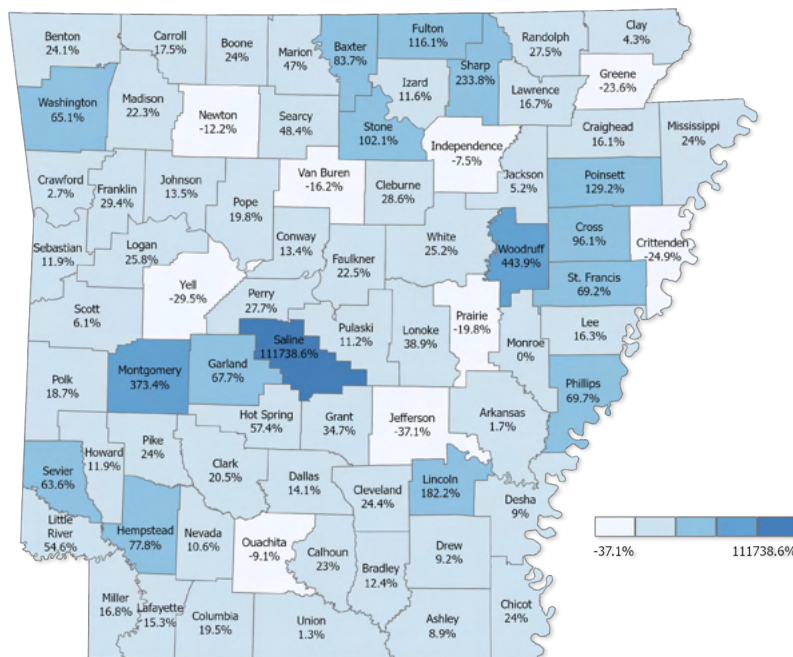 Benton
24.1%
Carroll
17.5%
Boone
24%
Marion
47%
Baxter
83.7%
Fulton
116.1%
Sharp
233.8%
Randolph
27.5%
Clay
4.3%
Greene
-23.6%
Izard
11.6%
Lawrence
16.7%
Washington
65.1%
Madison
22.3%
Newton
-12.2%
Searcy
48.4%
Stone
102.1%
Independence
-7.5%
Craighead
16.1%
Mississippi
24%
Crawford
2.7%
Franklin
29.4%
Johnson
13.5%
Pope
19.8%
Van Buren
-16.2%
Cleburne
28.6%
Jackson
5.2%
Poinsett
129.2%
Sebastian
11.9%
Logan
25.8%
Conway
13.4%
Faulkner
22.5%
White
25.2%
Woodruff
443.9%
Cross
96.1%
Crittenden
-24.9%
St. Francis
69.2%
Scott
6.1%
Yell
-29.5%
Perry
27.7%
Saline
111738.6%
Pulaski
11.2%
Lonoke
38.9%
Prairie
-19.8%
Monroe
0%
Lee
16.3%
Phillips
69.7%
Polk
18.7%
Montgomery
373.4%
Garland
67.7%
Hot Spring
57.4%
Grant
34.7%
Jefferson
-37.1%
Arkansas
1.7%
Sevier
63.6%
Howard
11.9%
Pike
24%
Clark
20.5%
Dallas
14.1%
Cleveland
24.4%
Lincoln
182.2%
Desha
9%
Little
River
54.6%
Hempstead
77.8%
Nevada
10.6%
Ouachita
-9.1%
Calhoun
23%
Bradley
12.4%
Drew
9.2%
Miller
16.8%
Lafayette
15.3%
Columbia
19.5%
Union
1.3%
Ashley
8.9%
Chicot
24%
-37.1%
111738.6%